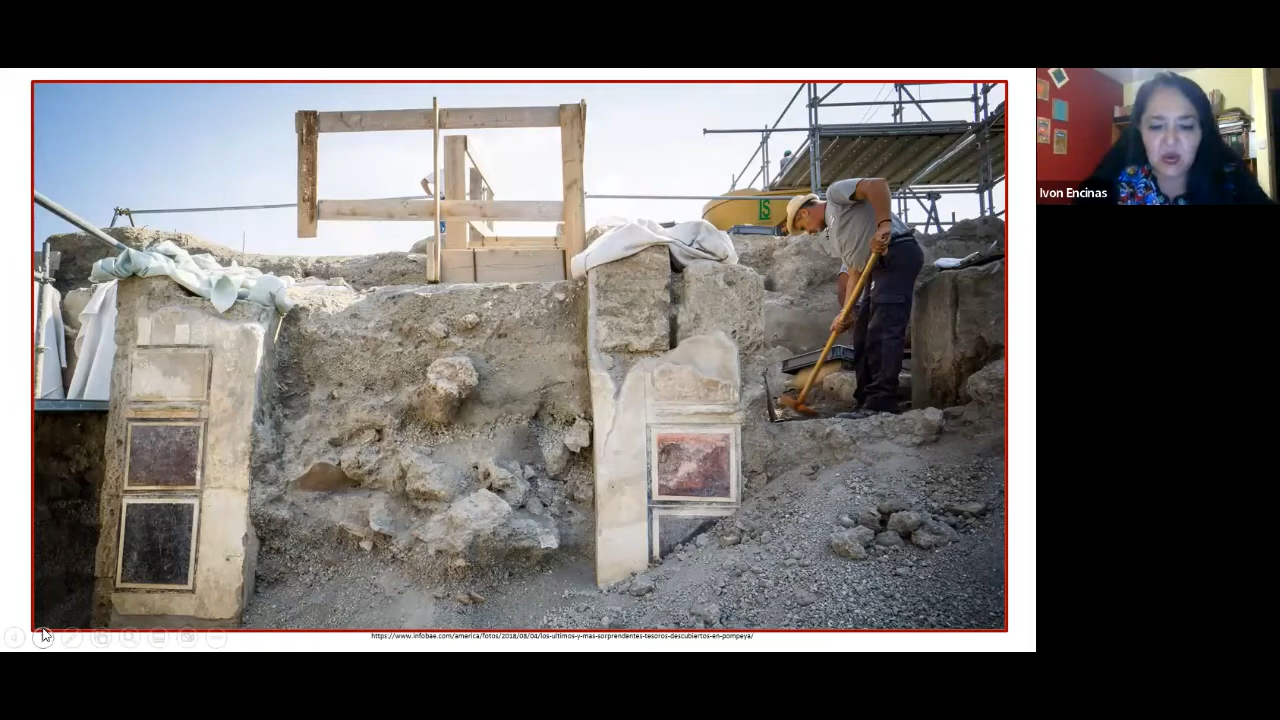 Ivon Encinas
LS
https://www.infobae.com/america/fotos/2018/08/04/los-ultimos-y-mas-sorprendentes-tesoros-descubiertos-en-pompeya/